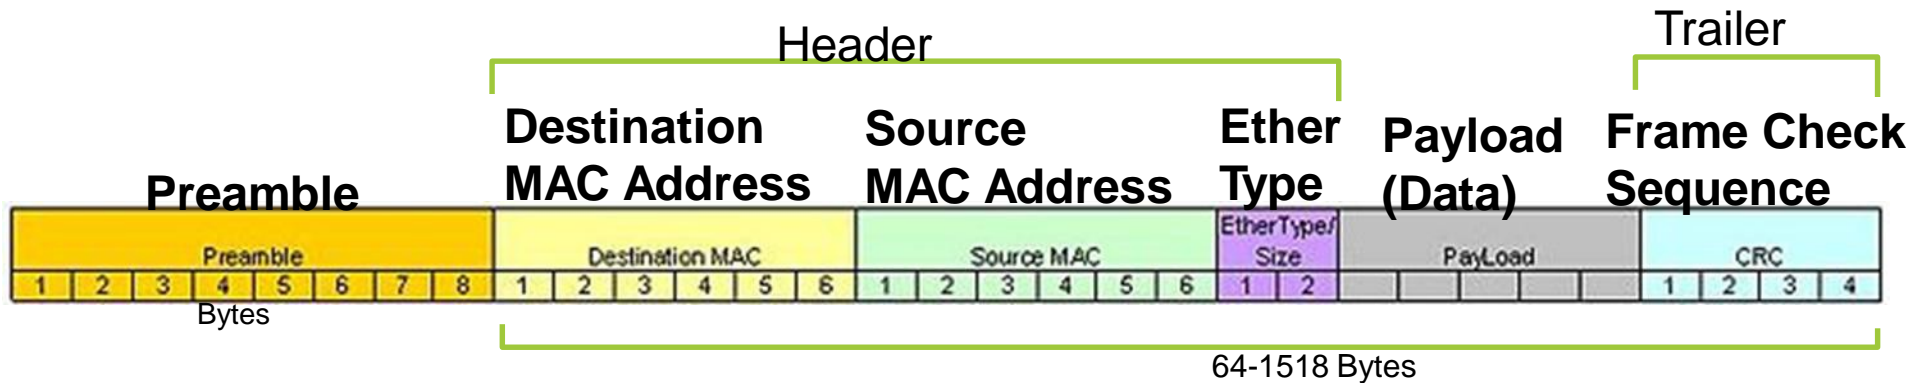 Header
Trailer
Preamble
Destination
MAC Address
Source
MAC Address
Ether
Type
Payload
(Data)
Frame Check
Sequence
Preamble
Destination MAC
Source MAC
EtherType/
Size
PayLoad
CRC
1 2 3 4 5 6 7 8 1 2 3 4 5 6 1 2 3 4 5 6 1 2 1 2 3 4
Bytes
64-1518 Bytes